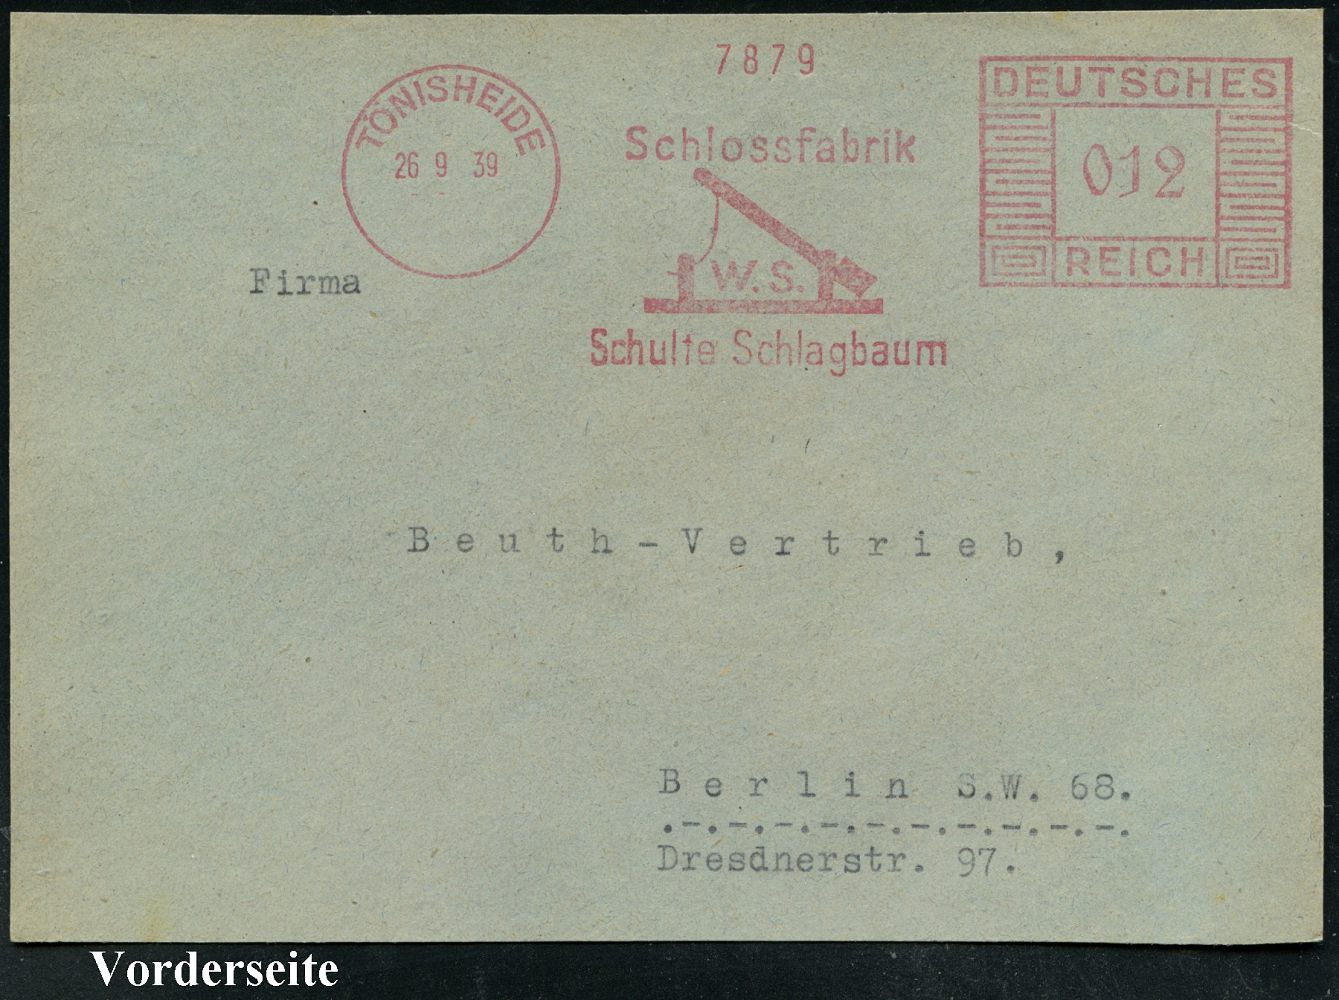 7879
TÖNISHEIDE
26 9 39
Schlossfabrik
W.S.
Schulte Schlagbaum
DEUTSCHES
012
REICH
Firma
Beuth-Vertrieb,
Berlin S.W. 68.
.-.-.-.-.-.-.-.-.-.-.
Dresdnerstr. 97.
Vorderseite